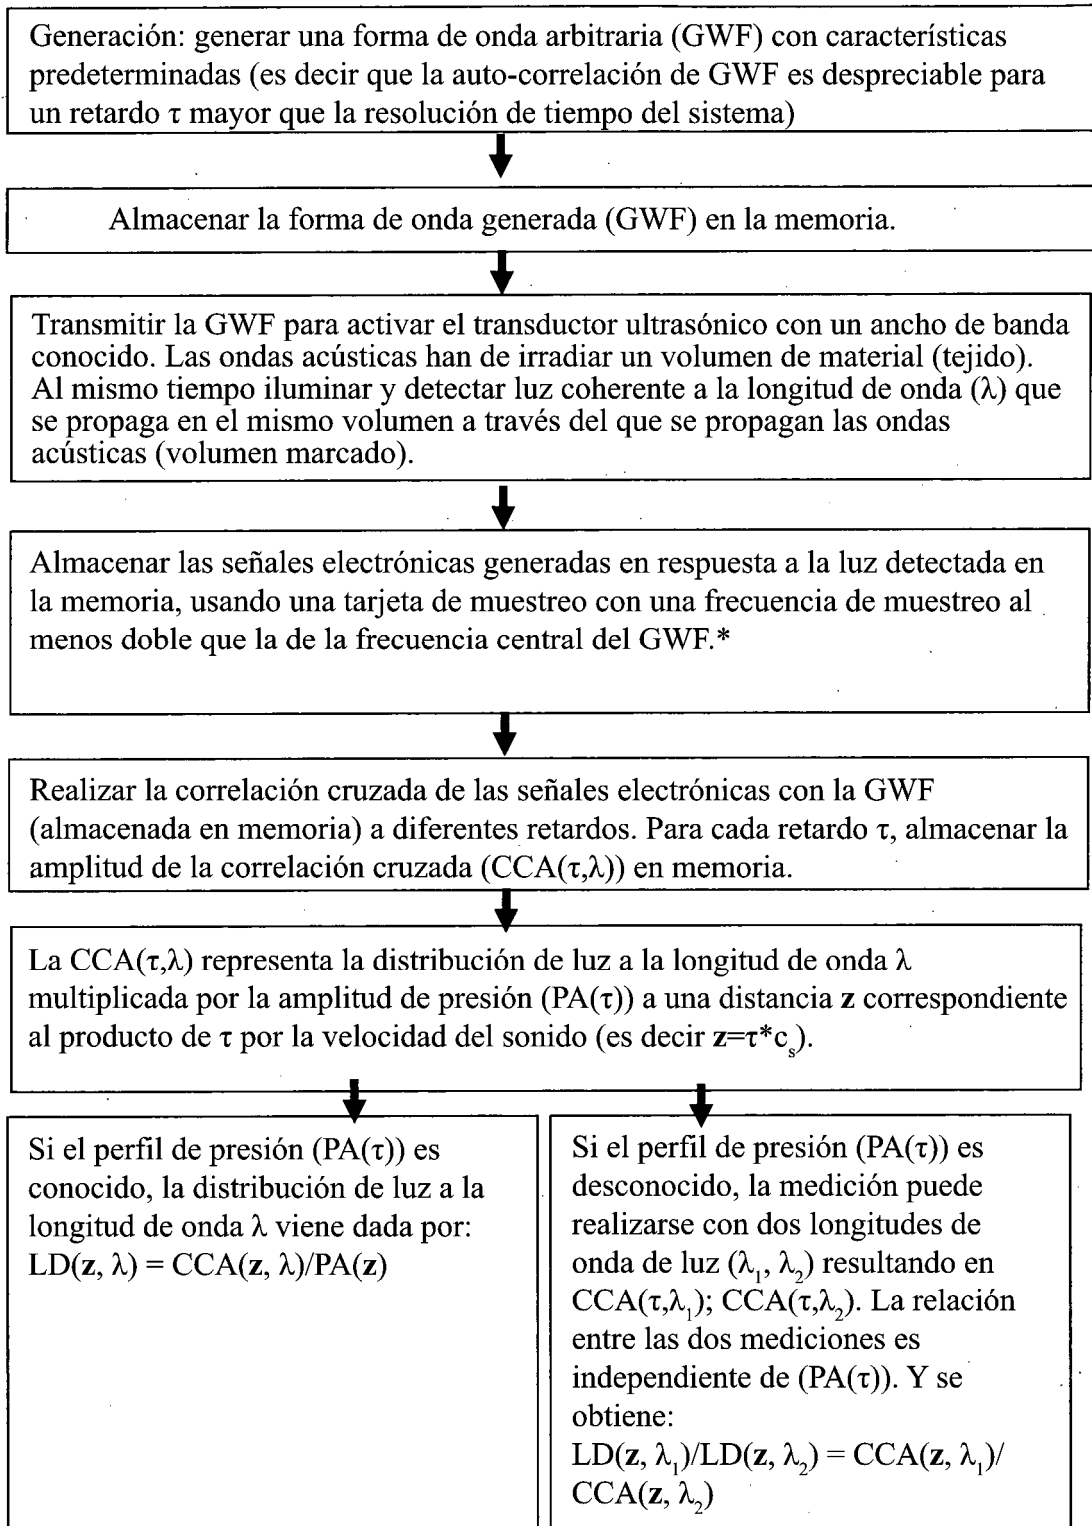 Generación: generar una forma de onda arbitraria (GWF) con características
predeterminadas (es decir que la auto-correlación de GWF es despreciable para
un retardo τ mayor que la resolución de tiempo del sistema)
Almacenar la forma de onda generada (GWF) en la memoria.
Transmitir la GWF para activar el transductor ultrasónico con un ancho de banda
conocido. Las ondas acústicas han de irradiar un volumen de material (tejido).
Al mismo tiempo iluminar y detectar luz coherente a la longitud de onda (λ) que
se propaga en el mismo volumen a través del que se propagan las ondas
acústicas (volumen marcado).
Almacenar las señales electrónicas generadas en respuesta a la luz detectada en
la memoria, usando una tarjeta de muestreo con una frecuencia de muestreo al
menos doble que la de la frecuencia central del GWF.*
Realizar la correlación cruzada de las señales electrónicas con la GWF
(almacenada en memoria) a diferentes retardos. Para cada retardo τ, almacenar la
amplitud de la correlación cruzada (CCA(τ,λ)) en memoria.
La CCA(τ,λ) representa la distribución de luz a la longitud de onda λ
multiplicada por la amplitud de presión (PA(τ)) a una distancia z correspondiente
al producto de τ por la velocidad del sonido (es decir z=τ*cₛ).
Si el perfil de presión (PA(τ)) es
conocido, la distribución de luz a la
longitud de onda λ viene dada por:
LD(z, λ) = CCA(z, λ)/PA(z)
Si el perfil de presión (PA(τ)) es
desconocido, la medición puede
realizarse con dos longitudes de
onda de luz (λ₁, λ₂) resultando en
CCA(τ,λ₁); CCA(τ,λ₂). La relación
entre las dos mediciones es
independiente de (PA(τ)). Y se
obtiene:
LD(z, λ₁)/LD(z, λ₂) = CCA(z, λ₁)/
CCA(z, λ₂)